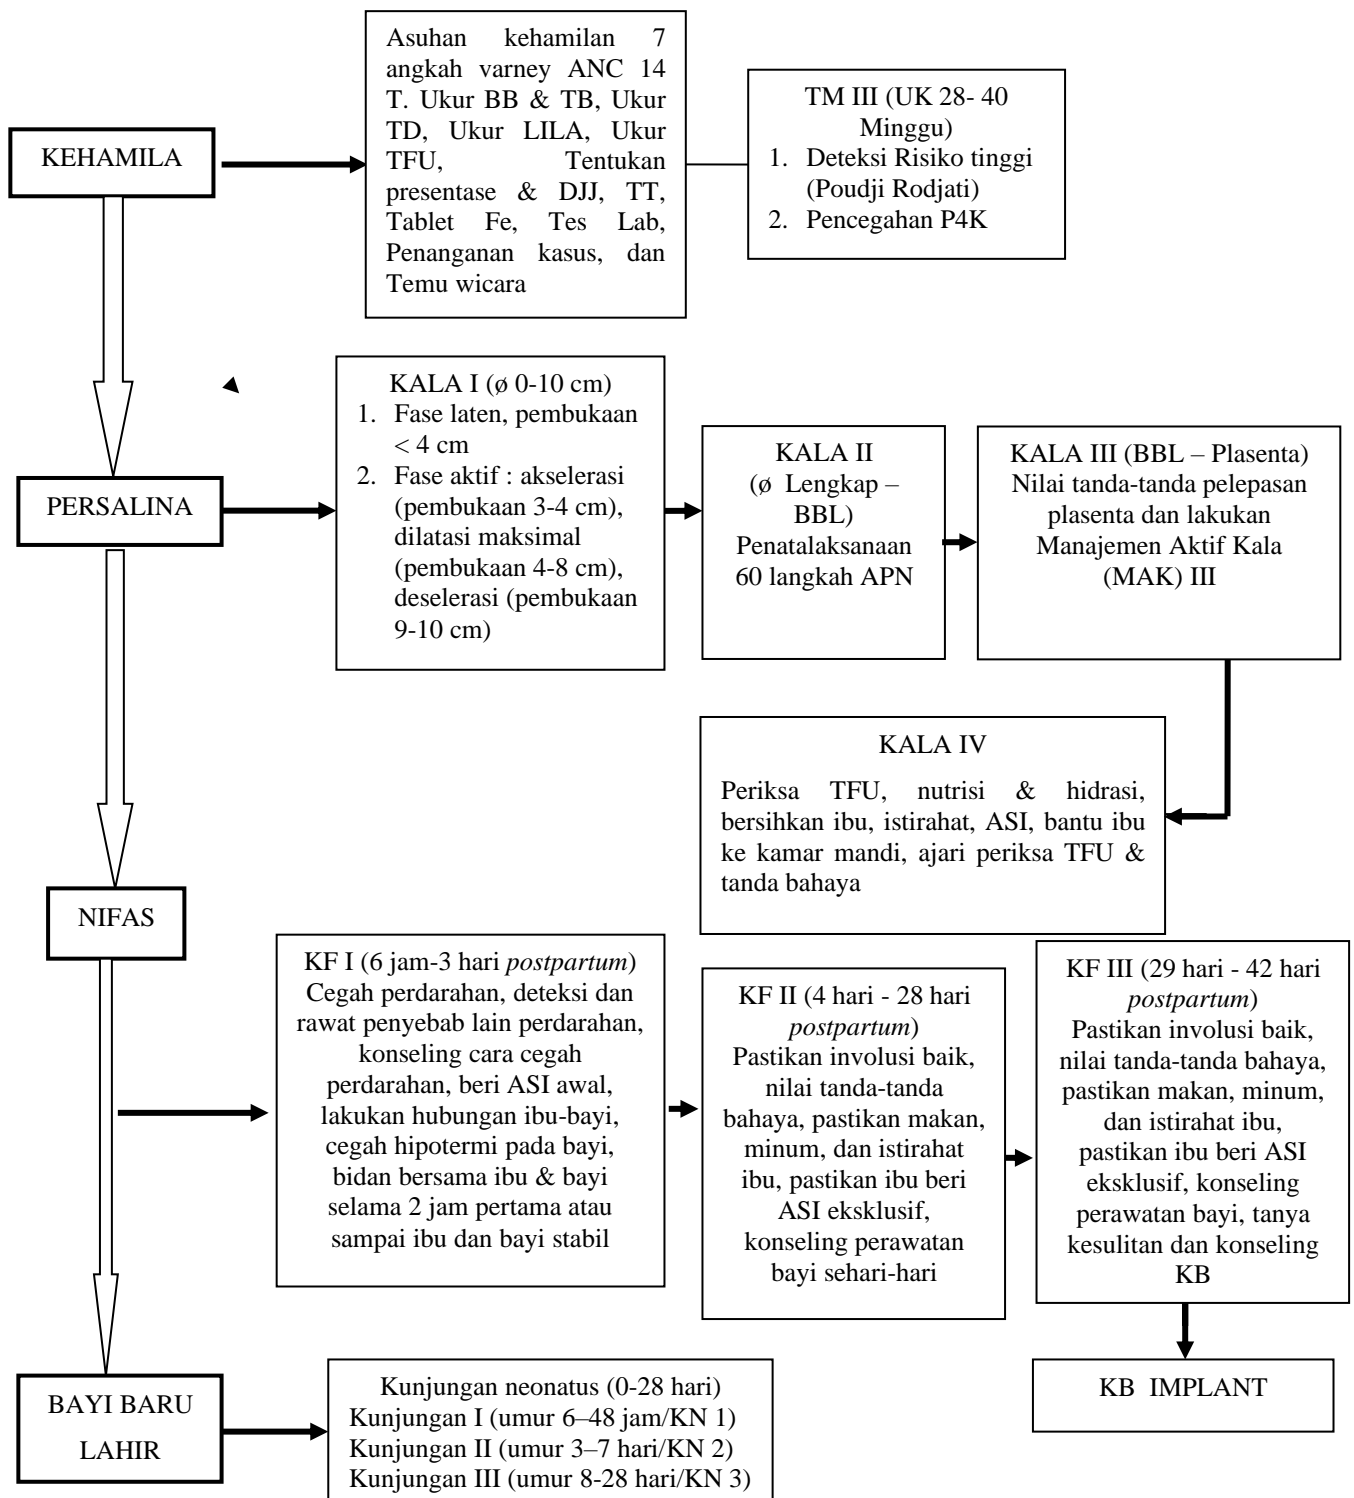 KEHAMILA
Asuhan kehamilan 7
angkah varney ANC 14
T. Ukur BB & TB, Ukur
TD, Ukur LILA, Ukur
TFU, Tentukan
presentase & DJJ, TT,
Tablet Fe, Tes Lab,
Penanganan kasus, dan
Temu wicara
TM III (UK 28- 40
Minggu)
1. Deteksi Risiko tinggi
(Poudji Rodjati)
2. Pencegahan P4K
PERSALINA
KALA I (ø 0-10 cm)
1. Fase laten, pembukaan
< 4 cm
2. Fase aktif : akselerasi
(pembukaan 3-4 cm),
dilatasi maksimal
(pembukaan 4-8 cm),
deselerasi (pembukaan
9-10 cm)
KALA II
(ø Lengkap –
BBL)
Penatalaksanaan
60 langkah APN
KALA III (BBL – Plasenta)
Nilai tanda-tanda pelepasan
plasenta dan lakukan
Manajemen Aktif Kala
(MAK) III
KALA IV
Periksa TFU, nutrisi & hidrasi,
bersihkan ibu, istirahat, ASI, bantu ibu
ke kamar mandi, ajari periksa TFU &
tanda bahaya
NIFAS
KF I (6 jam-3 hari postpartum)
Cegah perdarahan, deteksi dan
rawat penyebab lain perdarahan,
konseling cara cegah
perdarahan, beri ASI awal,
lakukan hubungan ibu-bayi,
cegah hipotermi pada bayi,
bidan bersama ibu & bayi
selama 2 jam pertama atau
sampai ibu dan bayi stabil
KF II (4 hari - 28 hari
postpartum)
Pastikan involusi baik,
nilai tanda-tanda
bahaya, pastikan makan,
minum, dan istirahat
ibu, pastikan ibu beri
ASI eksklusif,
konseling perawatan
bayi sehari-hari
KF III (29 hari - 42 hari
postpartum)
Pastikan involusi baik,
nilai tanda-tanda bahaya,
pastikan makan, minum,
dan istirahat ibu,
pastikan ibu beri ASI
eksklusif, konseling
perawatan bayi, tanya
kesulitan dan konseling
KB
KB IMPLANT
BAYI BARU
LAHIR
Kunjungan neonatus (0-28 hari)
Kunjungan I (umur 6–48 jam/KN 1)
Kunjungan II (umur 3–7 hari/KN 2)
Kunjungan III (umur 8-28 hari/KN 3)